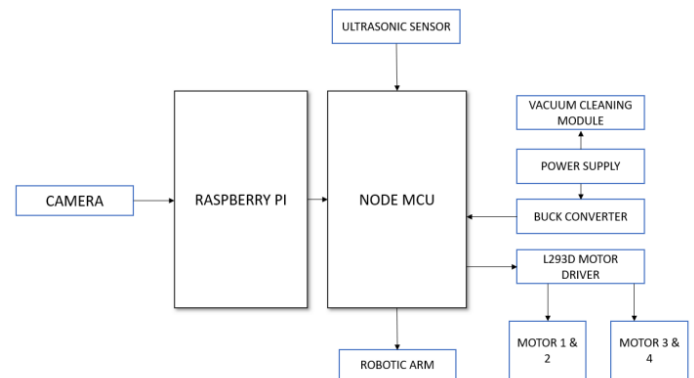 ULTRASONIC SENSOR
VACUUM CLEANING
MODULE
POWER SUPPLY
CAMERA
RASPBERRY PI
NODE MCU
BUCK CONVERTER
L293D MOTOR
DRIVER
MOTOR 1 &
2
MOTOR 3 &
4
ROBOTIC ARM